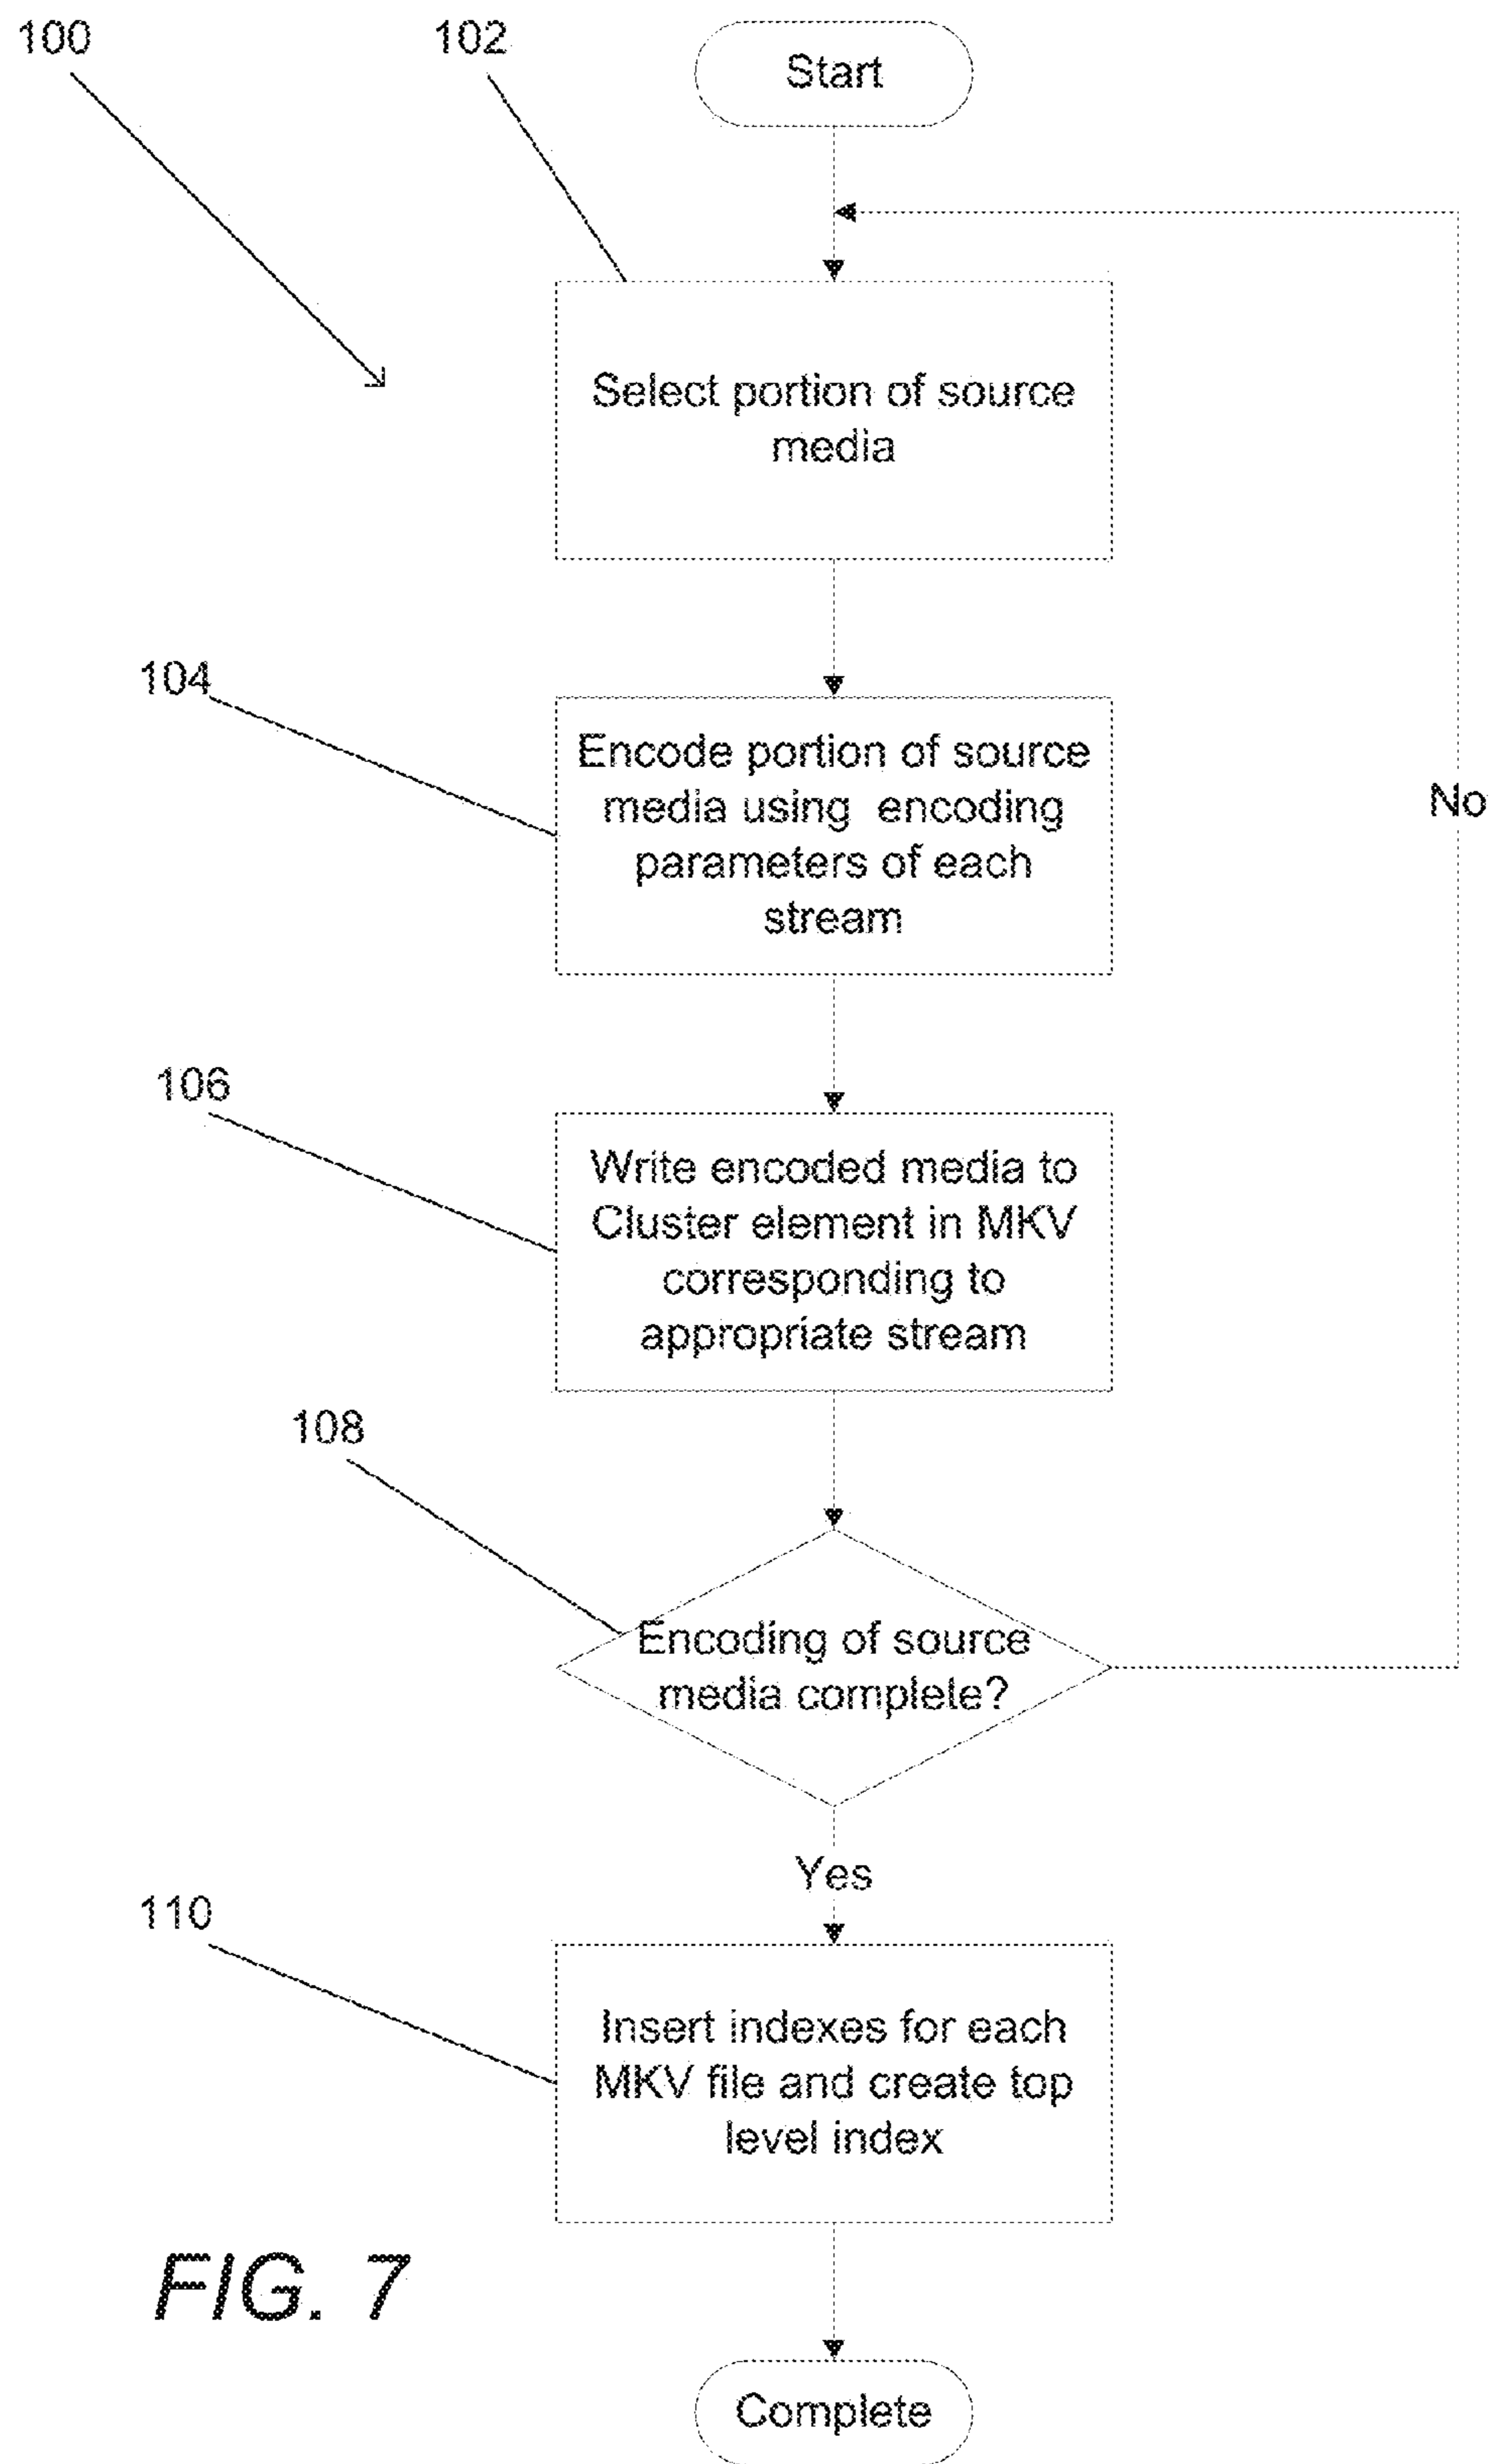 100
102
Start
Select portion of source
media
104
Encode portion of source
media using encoding
parameters of each
stream
No
106
Write encoded media to
Cluster element in MKV
corresponding to
appropriate stream
108
Encoding of source
media complete?
Yes
110
Insert indexes for each
MKV file and create top
level index
FIG. 7
Complete